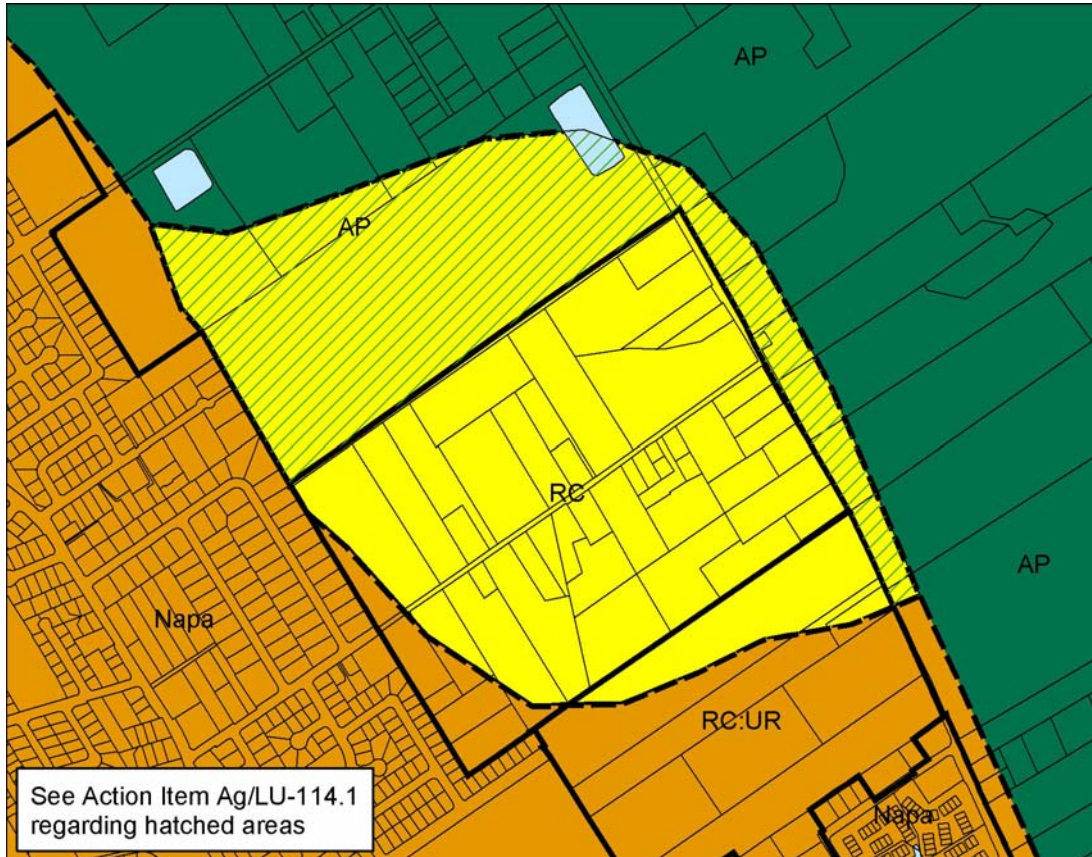 AP
AP
RC
AP
Napa
RC:UR
Napa
See Action Item Ag/LU-114.1
regarding hatched areas